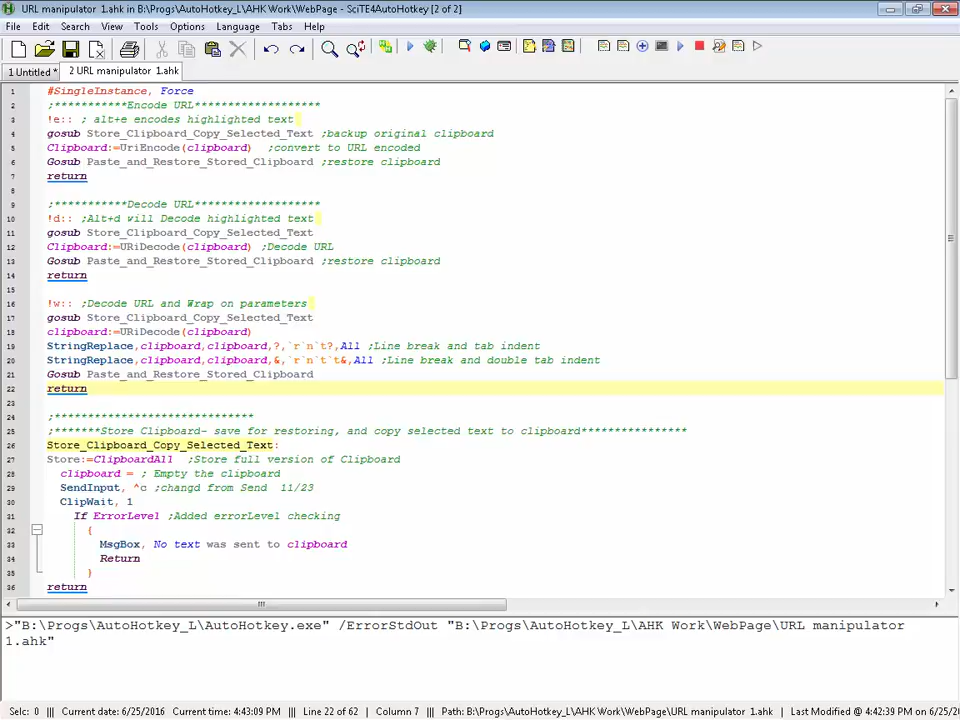 URL manipulator 1.ahk in B:\Progs\AutoHotkey_L\AHK Work\WebPage - SciTE4AutoHotkey [2 of 2]
File Edit Search View Tools Options Language Tabs Help
1 Untitled * 2 URL manipulator 1.ahk
1 #SingleInstance, Force
2 ;***********Encode URL*******************
3 !e:: ; alt+e encodes highlighted text
4 gosub Store_Clipboard_Copy_Selected_Text ;backup original clipboard
5 Clipboard:=UriEncode(clipboard) ;convert to URL encoded
6 Gosub Paste_and_Restore_Stored_Clipboard ;restore clipboard
7 return
8
9 ;***********Decode URL*******************
10 !d:: ;Alt+d will Decode highlighted text
11 gosub Store_Clipboard_Copy_Selected_Text
12 Clipboard:=URiDecode(clipboard) ;Decode URL
13 Gosub Paste_and_Restore_Stored_Clipboard ;restore clipboard
14 return
15
16 !w:: ;Decode URL and Wrap on parameters
17 gosub Store_Clipboard_Copy_Selected_Text
18 clipboard:=URiDecode(clipboard)
19 StringReplace,clipboard,clipboard,?,`r`n`t?,All ;Line break and tab indent
20 StringReplace,clipboard,clipboard,&,`r`n`t`t&,All ;Line break and double tab indent
21 Gosub Paste_and_Restore_Stored_Clipboard
22 return
23
24 ;******************************
25 ;*******Store Clipboard- save for restoring, and copy selected text to clipboard****************
26 Store_Clipboard_Copy_Selected_Text:
27 Store:=ClipboardAll ;Store full version of Clipboard
28 clipboard = ; Empty the clipboard
29 SendInput, ^c ;changd from Send 11/23
30 ClipWait, 1
31 If ErrorLevel ;Added errorLevel checking
32 {
33 MsgBox, No text was sent to clipboard
34 Return
35 }
36 return
>"B:\Progs\AutoHotkey_L\AutoHotkey.exe" /ErrorStdOut "B:\Progs\AutoHotkey_L\AHK Work\WebPage\URL manipulator
1.ahk"
Selc: 0 ||| Current date: 6/25/2016 ||| Current time: 4:43:09 PM ||| Line 22 of 62 ||| Column 7 ||| Path: B:\Progs\AutoHotkey_L\AHK Work\WebPage\URL manipulator 1.ahk ||| Last Modified @ 4:42:39 PM on 6/25/20